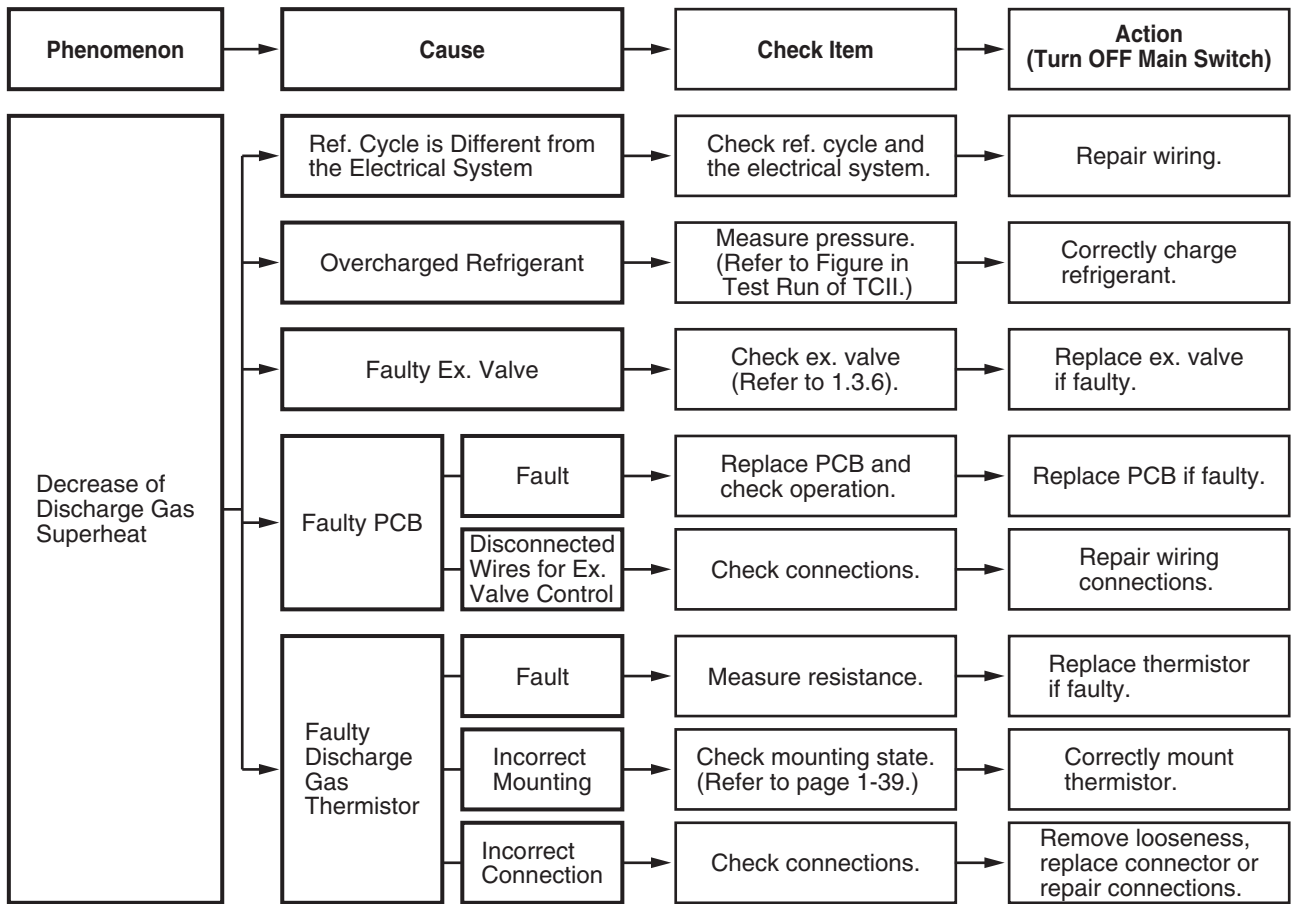 Phenomenon
Cause
Check Item
Action
(Turn OFF Main Switch)
Decrease of
Discharge Gas
Superheat
Ref. Cycle is Different from
the Electrical System
Check ref. cycle and
the electrical system.
Repair wiring.
Overcharged Refrigerant
Measure pressure.
(Refer to Figure in
Test Run of TCII.)
Correctly charge
refrigerant.
Faulty Ex. Valve
Check ex. valve
(Refer to 1.3.6).
Replace ex. valve
if faulty.
Faulty PCB
Fault
Replace PCB and
check operation.
Replace PCB if faulty.
Disconnected
Wires for Ex.
Valve Control
Check connections.
Repair wiring
connections.
Faulty
Discharge
Gas
Thermistor
Fault
Measure resistance.
Replace thermistor
if faulty.
Incorrect
Mounting
Check mounting state.
(Refer to page 1-39.)
Correctly mount
thermistor.
Incorrect
Connection
Check connections.
Remove looseness,
replace connector or
repair connections.